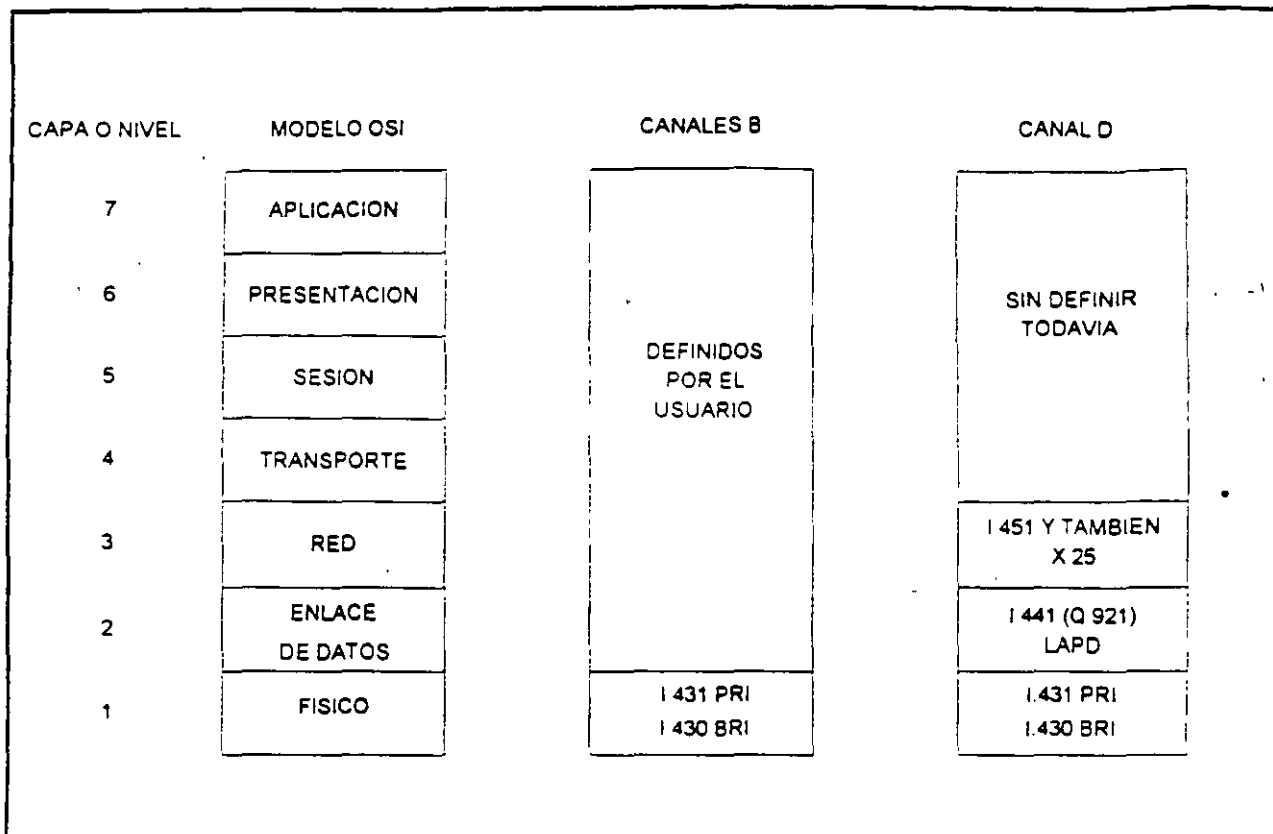 CAPA O NIVEL MODELO OSI CANALES B CANAL D
7 APLICACION
6 PRESENTACION
5 SESION
4 TRANSPORTE
3 RED
2 ENLACE
DE DATOS
1 FISICO
DEFINIDOS
POR EL
USUARIO
I 431 PRI
I 430 BRI
SIN DEFINIR
TODAVIA
I 451 Y TAMBIEN
X 25
I 441 (Q 921)
LAPD
I.431 PRI
I.430 BRI